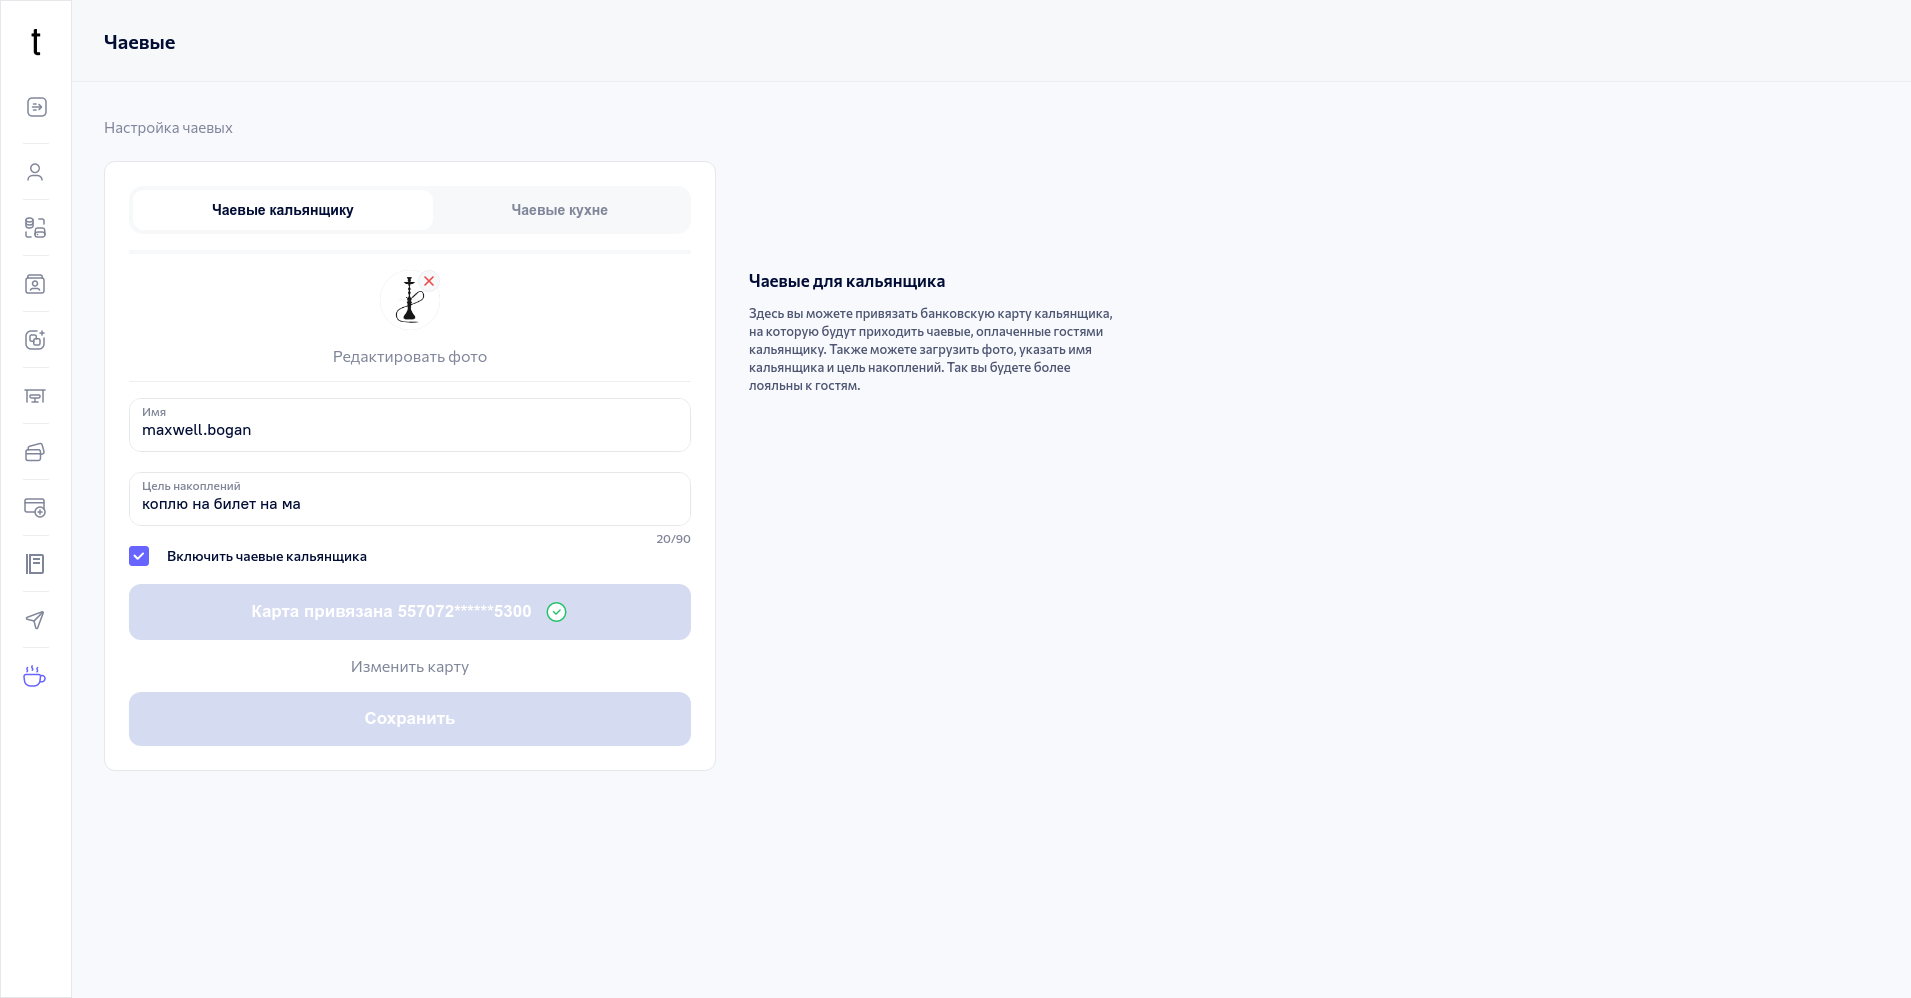 t
Чаевые
Настройка чаевых
Чаевые кальянщику
Чаевые кухне
Редактировать фото
Имя
maxwell.bogan
Цель накоплений
коплю на билет на ма
20/90
Включить чаевые кальянщика
Карта привязана 557072******5300
Изменить карту
Сохранить
Чаевые для кальянщика
Здесь вы можете привязать банковскую карту кальянщика,
на которую будут приходить чаевые, оплаченные гостями
кальянщику. Также можете загрузить фото, указать имя
кальянщика и цель накоплений. Так вы будете более
лояльны к гостям.